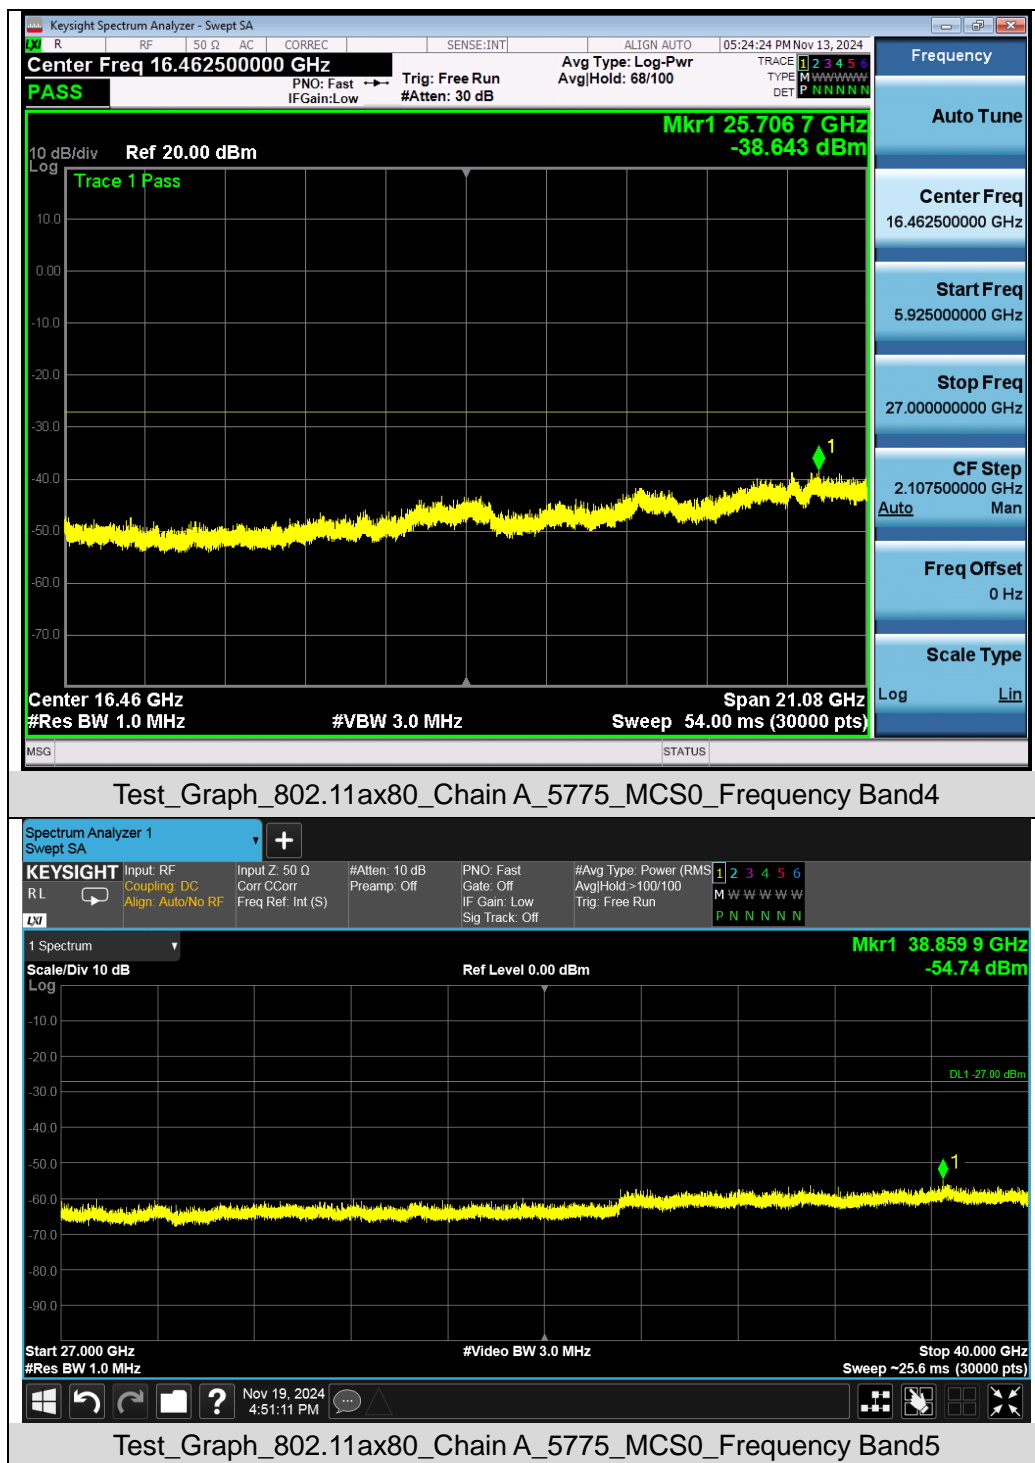 Keysight Spectrum Analyzer - Swept SA
LXI R RF 50 Ω AC CORREC SENSE:INT ALIGN AUTO 05:24:24 PM Nov 13, 2024
Center Freq 16.462500000 GHz
Avg Type: Log-Pwr
TRACE 1 2 3 4 5 6
PASS
PNO: Fast
Trig: Free Run
Avg|Hold: 68/100
TYPE M W W W W W
IFGain:Low
#Atten: 30 dB
DET P N N N N N
Mkr1 25.706 7 GHz
10 dB/div Ref 20.00 dBm -38.643 dBm
Log
Trace 1 Pass
10.0
0.00
-10.0
-20.0
-30.0
-40.0
-50.0
-60.0
-70.0
1
Center 16.46 GHz Span 21.08 GHz
#Res BW 1.0 MHz #VBW 3.0 MHz Sweep 54.00 ms (30000 pts)
MSG STATUS
Frequency
Auto Tune
Center Freq
16.462500000 GHz
Start Freq
5.925000000 GHz
Stop Freq
27.000000000 GHz
CF Step
2.107500000 GHz
Auto Man
Freq Offset
0 Hz
Scale Type
Log Lin
Test_Graph_802.11ax80_Chain A_5775_MCS0_Frequency Band4
Spectrum Analyzer 1
Swept SA
+
KEYSIGHT Input: RF Input Z: 50 Ω #Atten: 10 dB PNO: Fast #Avg Type: Power (RMS 1 2 3 4 5 6
RL Coupling: DC Corr CCorr Preamp: Off Gate: Off Avg|Hold:>100/100 M W W W W W
Align: Auto/No RF Freq Ref: Int (S) IF Gain: Low Trig: Free Run
LXI Sig Track: Off P N N N N N
1 Spectrum
Mkr1 38.859 9 GHz
Scale/Div 10 dB Ref Level 0.00 dBm -54.74 dBm
Log
-10.0
-20.0
DL1 -27.00 dBm
-30.0
-40.0
-50.0
-60.0
-70.0
-80.0
-90.0
1
Start 27.000 GHz #Video BW 3.0 MHz Stop 40.000 GHz
#Res BW 1.0 MHz Sweep ~25.6 ms (30000 pts)
? Nov 19, 2024
4:51:11 PM
Test_Graph_802.11ax80_Chain A_5775_MCS0_Frequency Band5